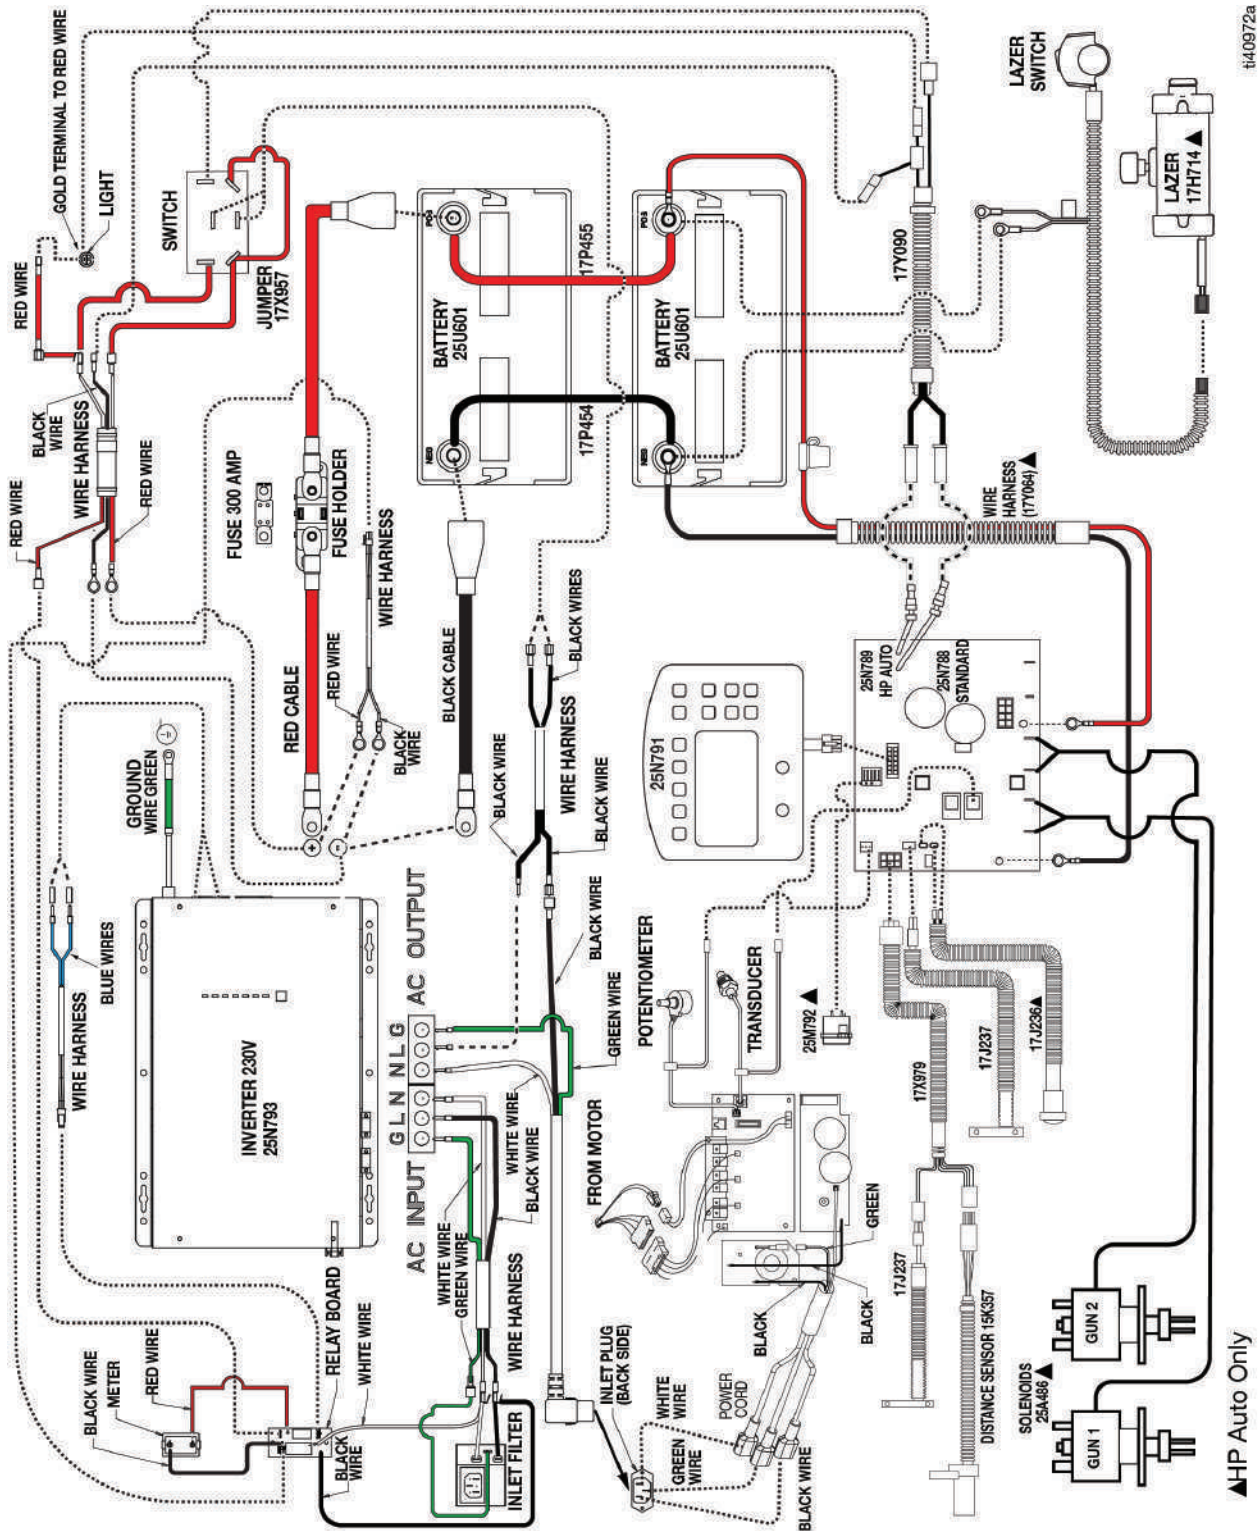 ti40972a
GOLD TERMINAL TO RED WIRE
LIGHT
RED WIRE
SWITCH
JUMPER
17X957
BLACK
WIRE
WIRE HARNESS
RED WIRE
RED WIRE
LAZER
SWITCH
LAZER
17H714 ▲
17Y090
POS
BATTERY
25U601
NEG
17P455
17P454
POS
BATTERY
25U601
NEG
FUSE 300 AMP
FUSE HOLDER
WIRE HARNESS
RED CABLE
RED WIRE
BLACK
WIRE
BLACK CABLE
BLACK WIRES
WIRE HARNESS
BLACK WIRE
BLACK WIRE
WIRE
HARNESS
(17Y064) ▲
GROUND
WIRE GREEN
+
-
25N791
25N789
HP AUTO
25N788
STANDARD
BLUE WIRES
WIRE HARNESS
INVERTER 230V
25N793
AC OUTPUT
G L N N L G
AC INPUT
BLACK WIRE
GREEN WIRE
WHITE WIRE
BLACK WIRE
WHITE WIRE
GREEN WIRE
WIRE HARNESS
POTENTIOMETER
TRANSDUCER
25M792 ▲
FROM MOTOR
17X979
17J237
17J236▲
GREEN
BLACK
BLACK
17J237
DISTANCE SENSOR 15K357
RELAY BOARD
WHITE WIRE
BLACK WIRE
METER
RED WIRE
BLACK
WIRE
INLET FILTER
INLET PLUG
(BACK SIDE)
WHITE
WIRE
POWER
CORD
GREEN
WIRE
BLACK WIRE
SOLENOIDS
25A486 ▲
GUN 1
GUN 2
▲HP Auto Only